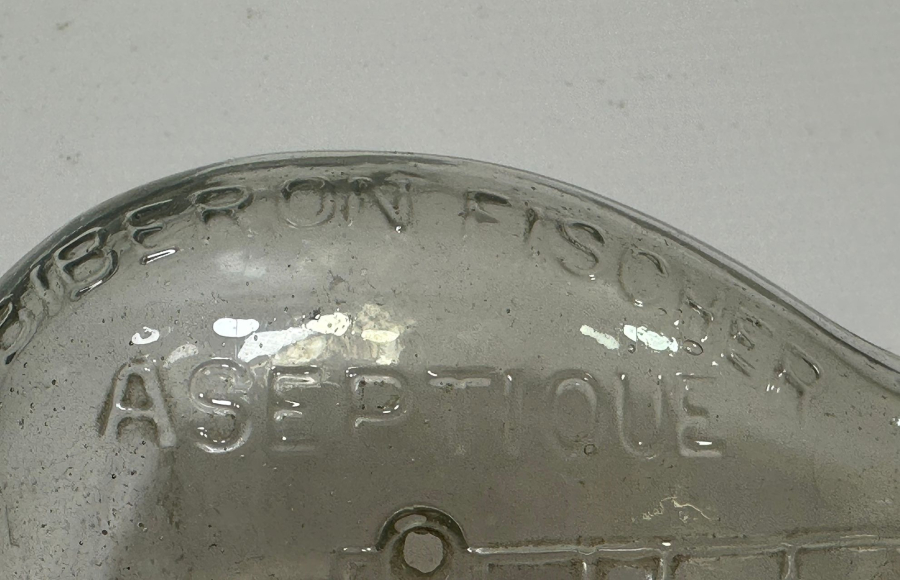 BIBERON FISCHER
ASEPTIQUE